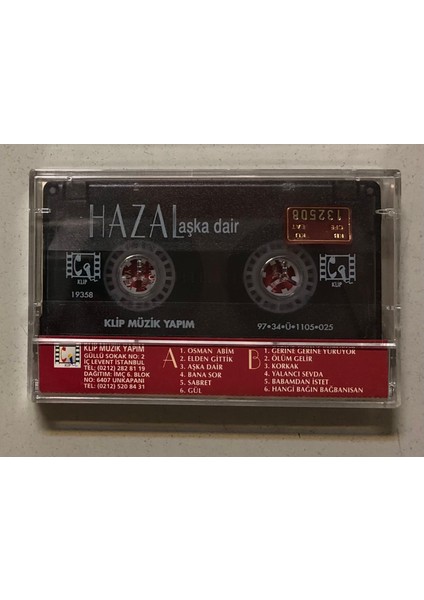 HAZAL aşka dair
132508
KLİP
19358
KLİP
KLİP MÜZİK YAPIM
97•34•Ü•1105•025
KLİP MÜZİK YAPIM
GÜLLÜ SOKAK NO: 2
İÇ LEVENT İSTANBUL
TEL: (0212) 282 81 19
DAĞITIM: İMÇ 6. BLOK
NO: 6407 UNKAPANI
TEL: (0212) 520 84 31
A
1. OSMAN ABİM
2. ELDEN GİTTİK
3. AŞKA DAİR
4. BANA SOR
5. SABRET
6. GÜL
B
1. GERİNE GERİNE YÜRÜYOR
2. ÖLÜM GELİR
3. KORKAK
4. YALANCI SEVDA
5. BABAMDAN İSTET
6. HANGİ BAĞIN BAĞBANISAN